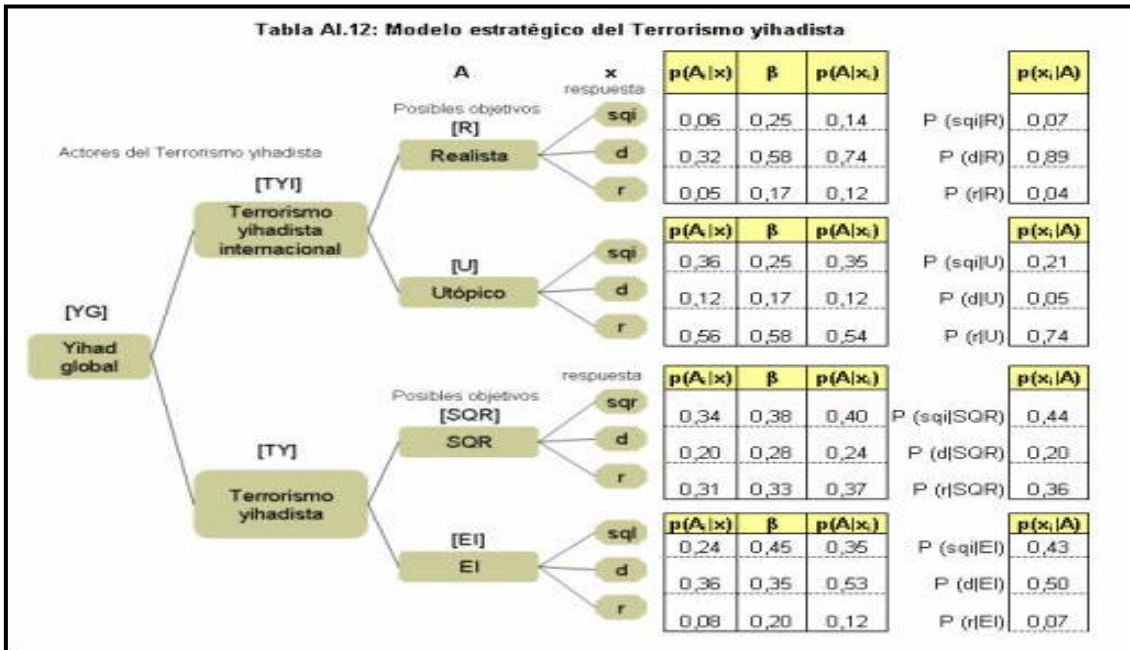 Tabla AI.12: Modelo estratégico del Terrorismo yihadista
A
x
respuesta
p(Aᵢ|x) β p(A|xᵢ)
p(xᵢ|A)
Posibles objetivos
[R]
Realista
Actores del Terrorismo yihadista
sqi
0,06 0,25 0,14
P (sqi|R) 0,07
d
0,32 0,58 0,74
P (d|R) 0,89
r
0,05 0,17 0,12
P (r|R) 0,04
[TYI]
Terrorismo
yihadista
internacional
p(Aᵢ|x) β p(A|xᵢ)
p(xᵢ|A)
[U]
Utópico
sqi
0,36 0,25 0,35
P (sqi|U) 0,21
d
0,12 0,17 0,12
P (d|U) 0,05
r
0,56 0,58 0,54
P (r|U) 0,74
[YG]
Yihad
global
respuesta
p(Aᵢ|x) β p(A|xᵢ)
p(xᵢ|A)
Posibles objetivos
[SQR]
SQR
sqr
0,34 0,38 0,40
P (sqi|SQR) 0,44
d
0,20 0,28 0,24
P (d|SQR) 0,20
r
0,31 0,33 0,37
P (r|SQR) 0,36
[TY]
Terrorismo
yihadista
p(Aᵢ|x) β p(A|xᵢ)
p(xᵢ|A)
[EI]
EI
sqI
0,24 0,45 0,35
P (sqi|EI) 0,43
d
0,36 0,35 0,53
P (d|EI) 0,50
r
0,08 0,20 0,12
P (r|EI) 0,07